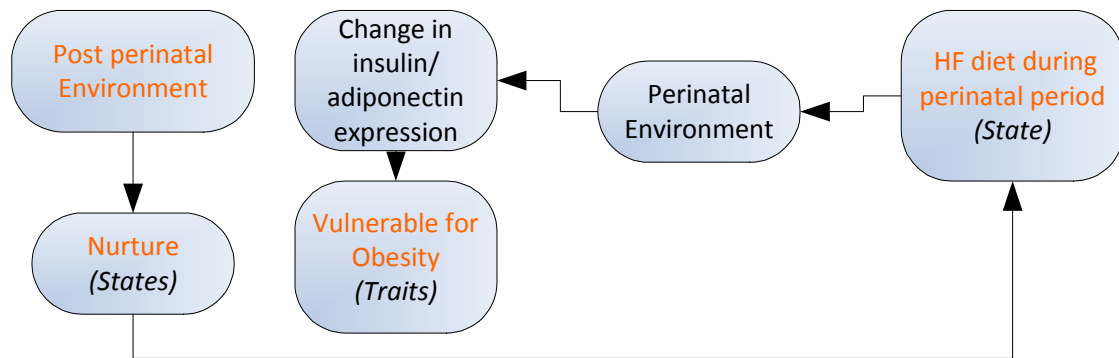 Post perinatal
Environment
Nurture
(States)
Change in
insulin/
adiponectin
expression
Vulnerable for
Obesity
(Traits)
Perinatal
Environment
HF diet during
perinatal period
(State)